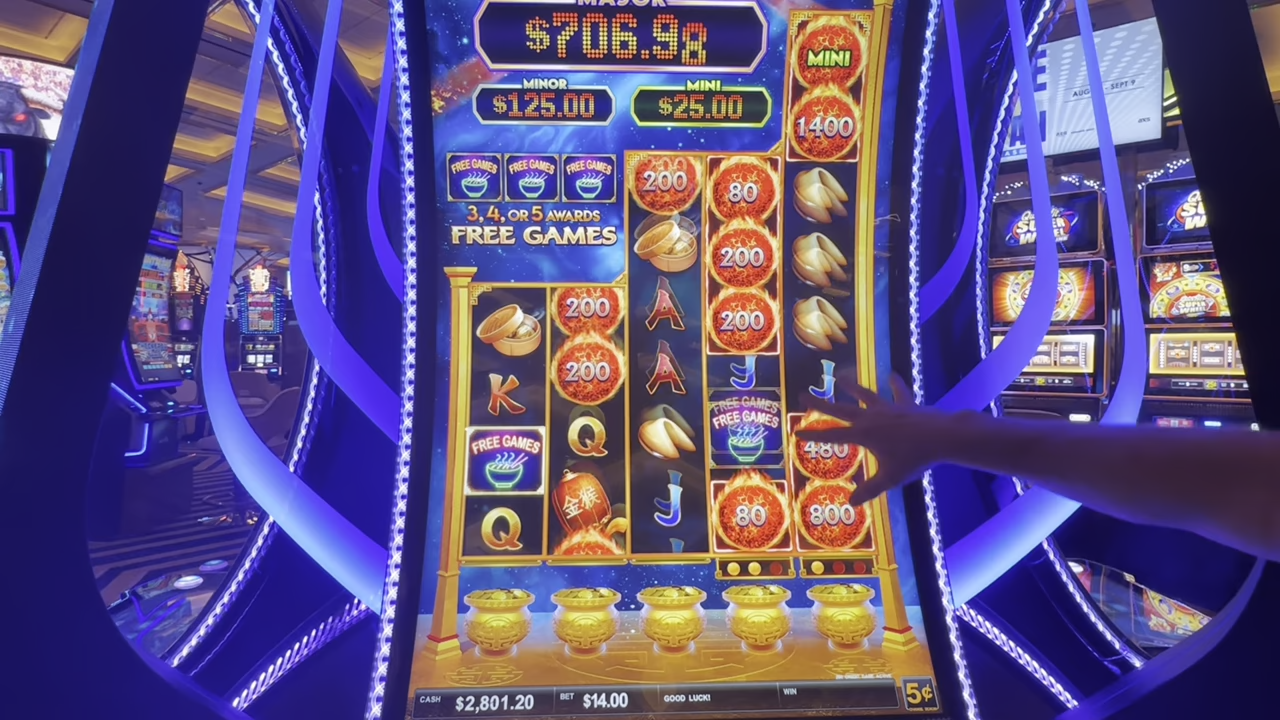 MAJOR
$706.98
MINOR
$125.00
MINI
$25.00
MINI
1400
FREE GAMES
FREE GAMES
FREE GAMES
3, 4, OR 5 AWARDS
FREE GAMES
200
80
200
200
200
200
A
A
K
J
J
FREE GAMES
FREE GAMES
FREE GAMES
Q
480
金猴
J
Q
80
800
J
CASH
$2,801.20
BET
$14.00
GOOD LUCK!
WIN
5¢